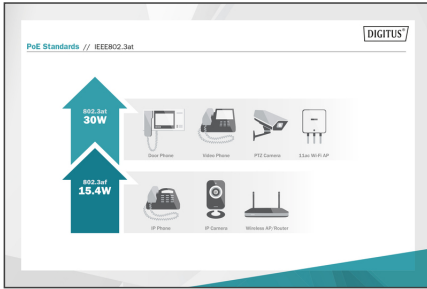 DIGITUS®
PoE Standards // IEEE802.3at
802.3at
30W
Door Phone Video Phone PTZ Camera 11ac Wi-Fi AP
802.3af
15.4W
IP Phone IP Camera Wireless AP/Router